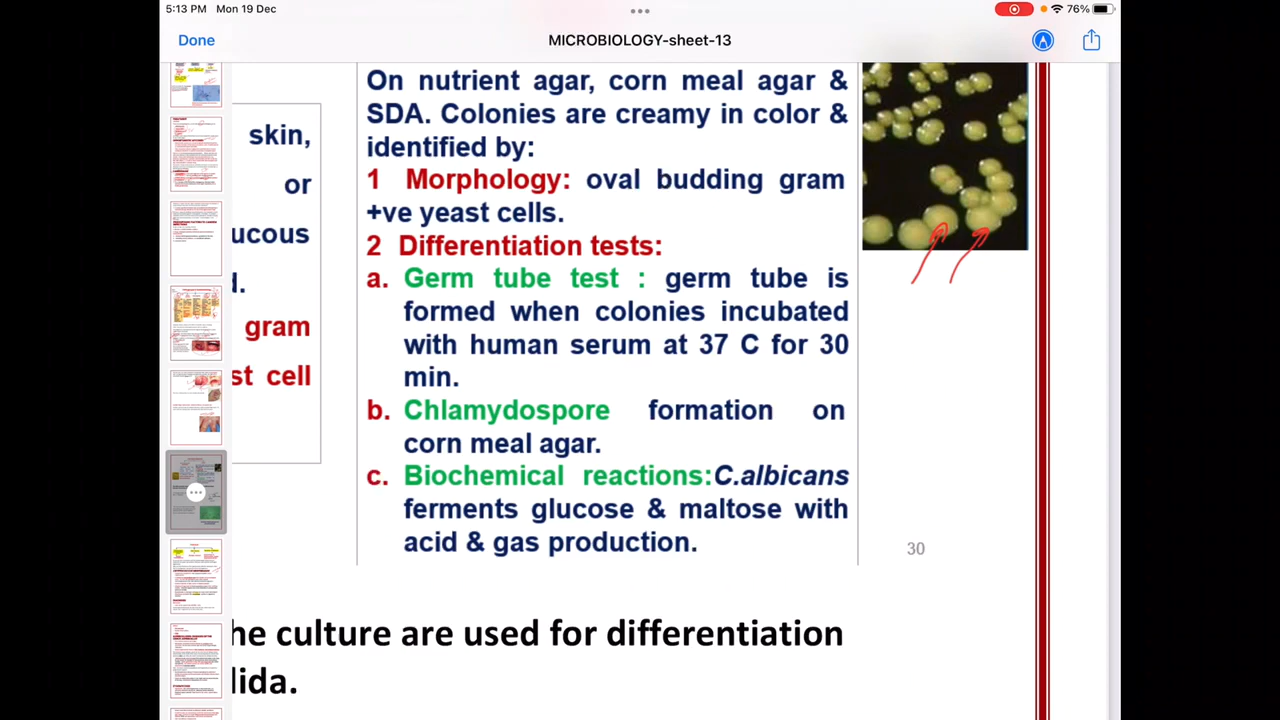 5:13 PM Mon 19 Dec
76%
Done
MICROBIOLOGY-sheet-13
On nutrient agar, corn meal agar &
SDA. Colonies are creamy in color &
identified by:
1 Morphology: oval budding gram
+ve yeast cells.
2 Differentiation tests:
a. Germ tube test : germ tube is
formed when colonies incubated
with human serum at 37 C for 30
min.
b. Chlamydospore formation on
corn meal agar.
c. Biochemical reactions:C.albicans
ferments glucose & maltose with
acid & gas production.
skin,
or
ucous
d.
gram
st cell
30
he culture are used for differentiation
lida.